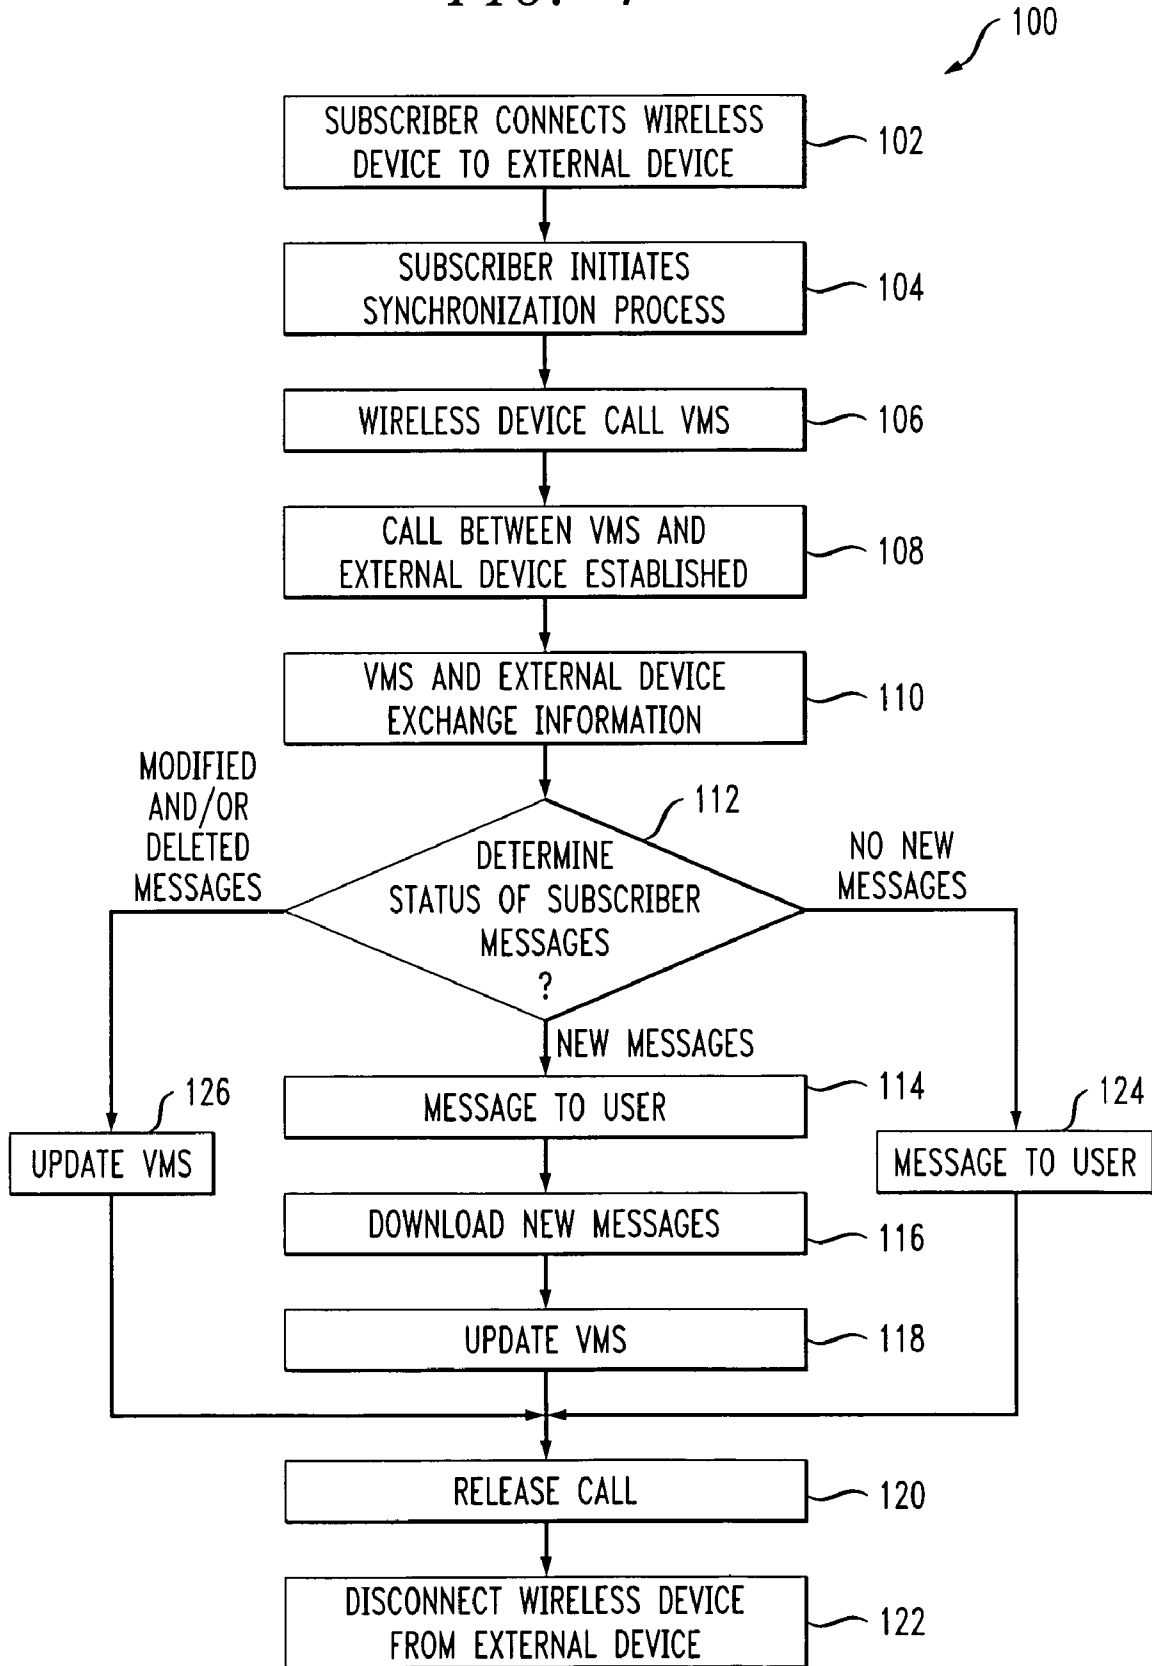 100
SUBSCRIBER CONNECTS WIRELESS
DEVICE TO EXTERNAL DEVICE
102
SUBSCRIBER INITIATES
SYNCHRONIZATION PROCESS
104
WIRELESS DEVICE CALL VMS
106
CALL BETWEEN VMS AND
EXTERNAL DEVICE ESTABLISHED
108
VMS AND EXTERNAL DEVICE
EXCHANGE INFORMATION
110
MODIFIED
AND/OR
DELETED
MESSAGES
112
DETERMINE
STATUS OF SUBSCRIBER
MESSAGES
?
NO NEW
MESSAGES
NEW MESSAGES
126
UPDATE VMS
MESSAGE TO USER
114
124
MESSAGE TO USER
DOWNLOAD NEW MESSAGES
116
UPDATE VMS
118
RELEASE CALL
120
DISCONNECT WIRELESS DEVICE
FROM EXTERNAL DEVICE
122